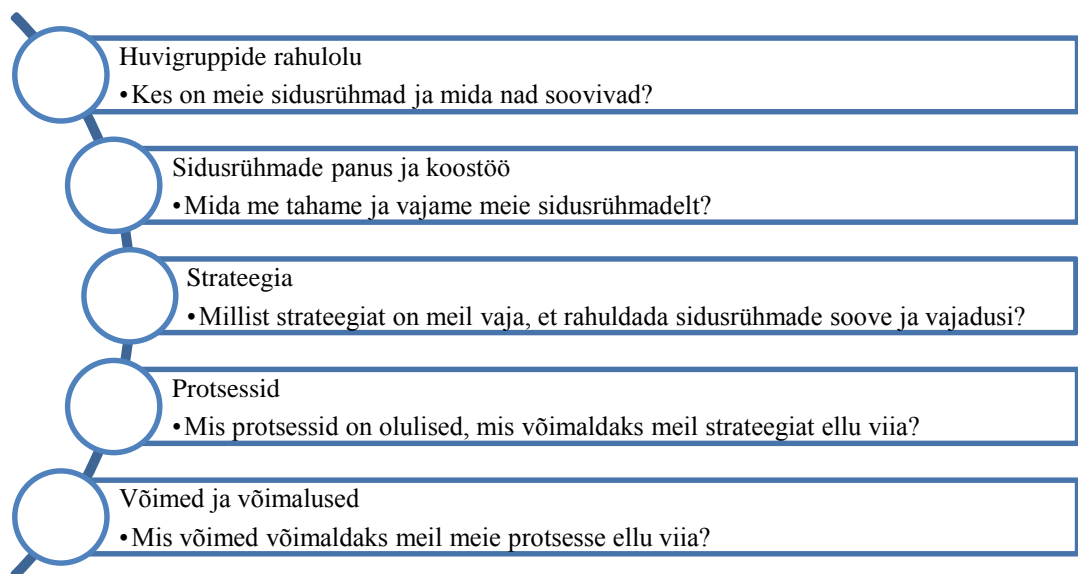 Huvigruppide rahulolu
•Kes on meie sidusrühmad ja mida nad soovivad?
Sidusrühmade panus ja koostöö
•Mida me tahame ja vajame meie sidusrühmadelt?
Strateegia
•Millist strateegiat on meil vaja, et rahuldada sidusrühmade soove ja vajadusi?
Protsessid
•Mis protsessid on olulised, mis võimaldaks meil strateegiat ellu viia?
Võimed ja võimalused
•Mis võimed võimaldaks meil meie protsesse ellu viia?